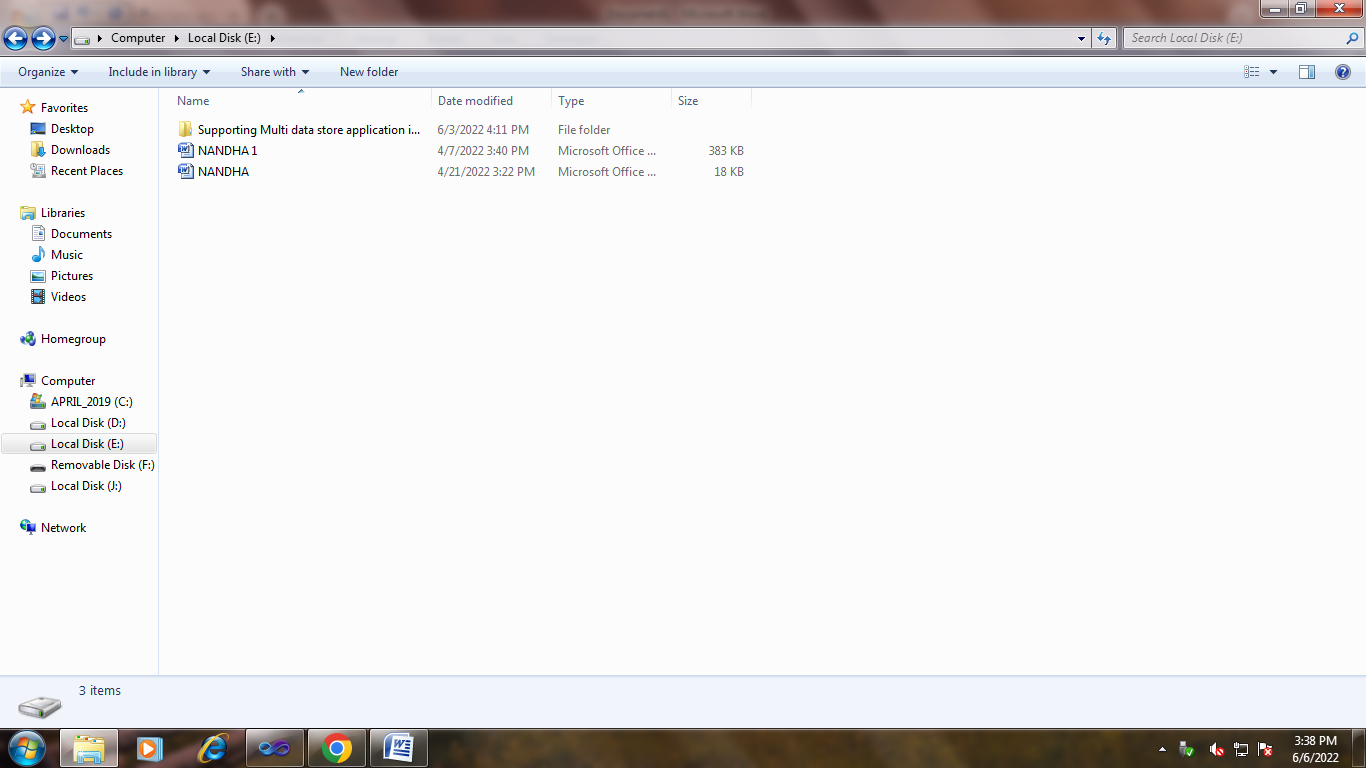 Computer Local Disk (E:) Search Local Disk (E:)
Organize Include in library Share with New folder
Name Date modified Type Size
Supporting Multi data store application i... 6/3/2022 4:11 PM File folder
NANDHA 1 4/7/2022 3:40 PM Microsoft Office ... 383 KB
NANDHA 4/21/2022 3:22 PM Microsoft Office ... 18 KB
Favorites
Desktop
Downloads
Recent Places
Libraries
Documents
Music
Pictures
Videos
Homegroup
Computer
APRIL_2019 (C:)
Local Disk (D:)
Local Disk (E:)
Removable Disk (F:)
Local Disk (J:)
Network
3 items
3:38 PM
6/6/2022